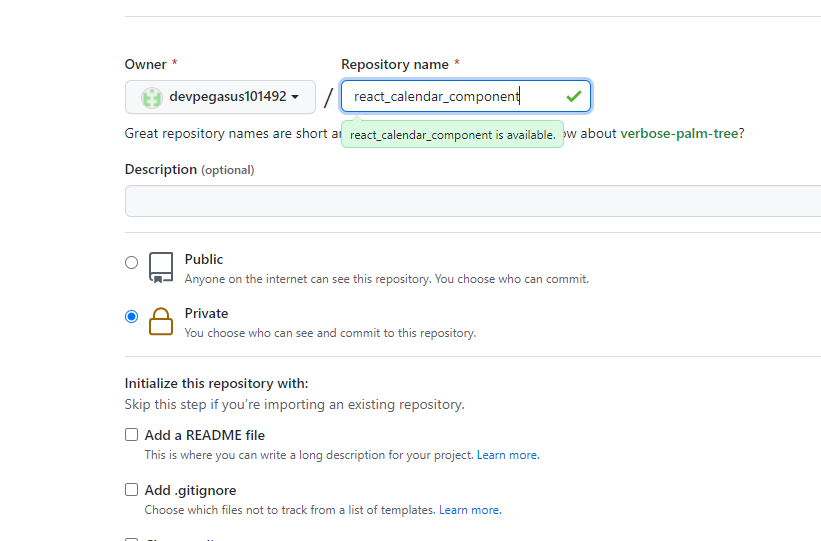 Owner *
Repository name *
devpegasus101492
/
react_calendar_component
Great repository names are short a
react_calendar_component is available.
ow about verbose-palm-tree?
Description (optional)
Public
Anyone on the internet can see this repository. You choose who can commit.
Private
You choose who can see and commit to this repository.
Initialize this repository with:
Skip this step if you're importing an existing repository.
Add a README file
This is where you can write a long description for your project. Learn more.
Add .gitignore
Choose which files not to track from a list of templates. Learn more.